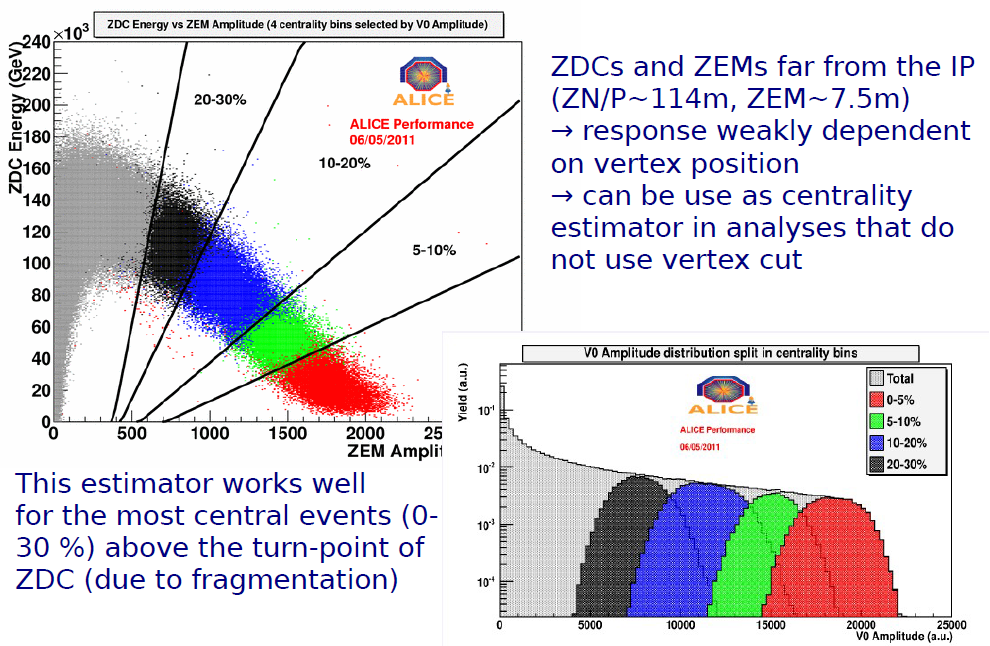 ZDC Energy vs ZEM Amplitude (4 centrality bins selected by V0 Amplitude)
×10³
ZDC Energy (GeV)
240
220
200
180
160
140
120
100
80
60
40
20
0
0
500
1000
1500
2000
25
ZEM Amplit
20-30%
10-20%
5-10%
ALICE
ALICE Performance
06/05/2011
ZDCs and ZEMs far from the IP
(ZN/P~114m, ZEM~7.5m)
→ response weakly dependent
on vertex position
→ can be use as centrality
estimator in analyses that do
not use vertex cut
This estimator works well
for the most central events (0-
30 %) above the turn-point of
ZDC (due to fragmentation)
V0 Amplitude distribution split in centrality bins
Yield (a.u.)
10⁻¹
10⁻²
10⁻³
10⁻⁴
ALICE
ALICE Performance
06/05/2011
Total
0-5%
5-10%
10-20%
20-30%
0
5000
10000
15000
20000
25000
V0 Amplitude (a.u.)